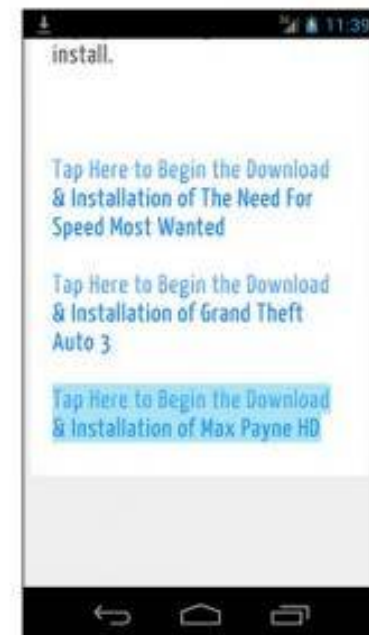 11:39
install.
Tap Here to Begin the Download
& Installation of The Need For
Speed Most Wanted
Tap Here to Begin the Download
& Installation of Grand Theft
Auto 3
Tap Here to Begin the Download
& Installation of Max Payne HD